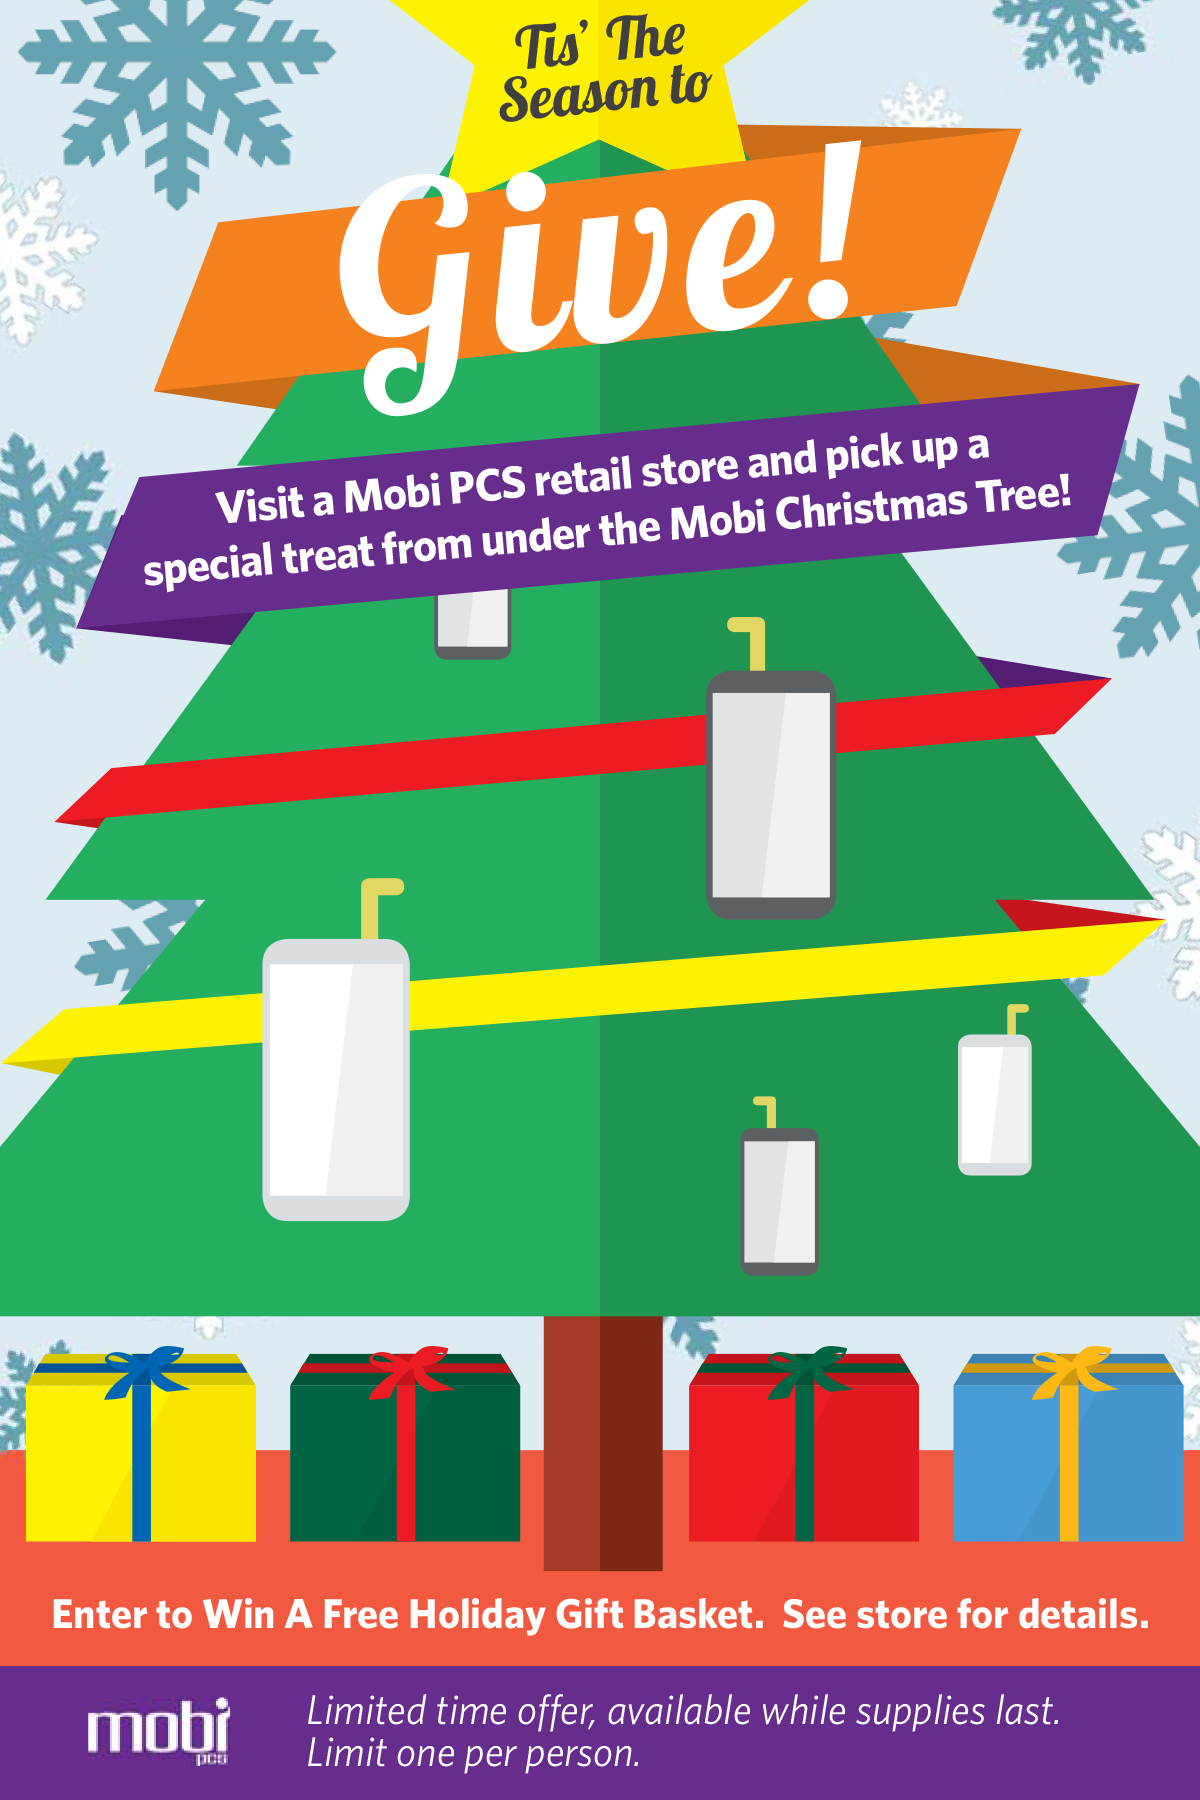 Tis’ The
Season to
Give!
Visit a Mobi PCS retail store and pick up a
special treat from under the Mobi Christmas Tree!
Enter to Win A Free Holiday Gift Basket.  See store for details.
mobi
pcs
Limited time offer, available while supplies last.
Limit one per person.